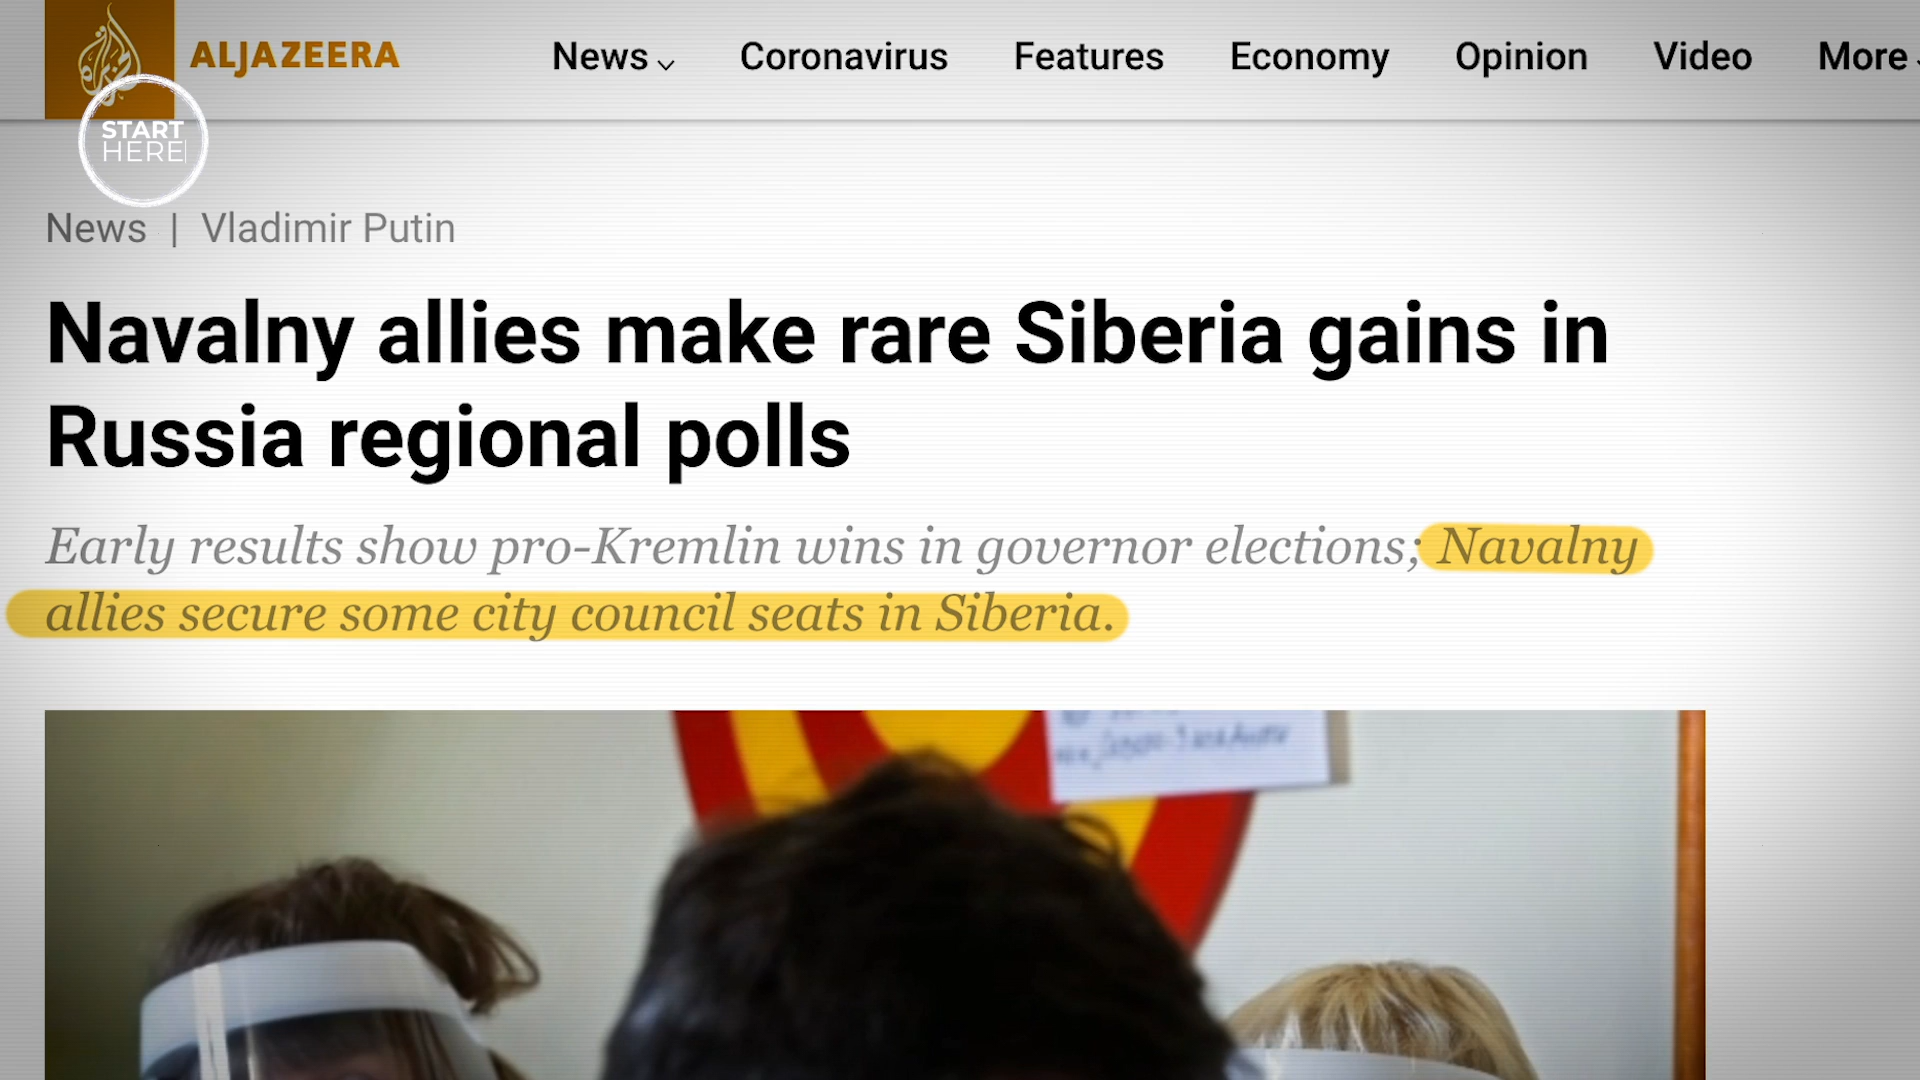 ALJAZEERA
News Coronavirus Features Economy Opinion Video More
START
HERE
News | Vladimir Putin
Navalny allies make rare Siberia gains in
Russia regional polls
Early results show pro-Kremlin wins in governor elections; Navalny
allies secure some city council seats in Siberia.